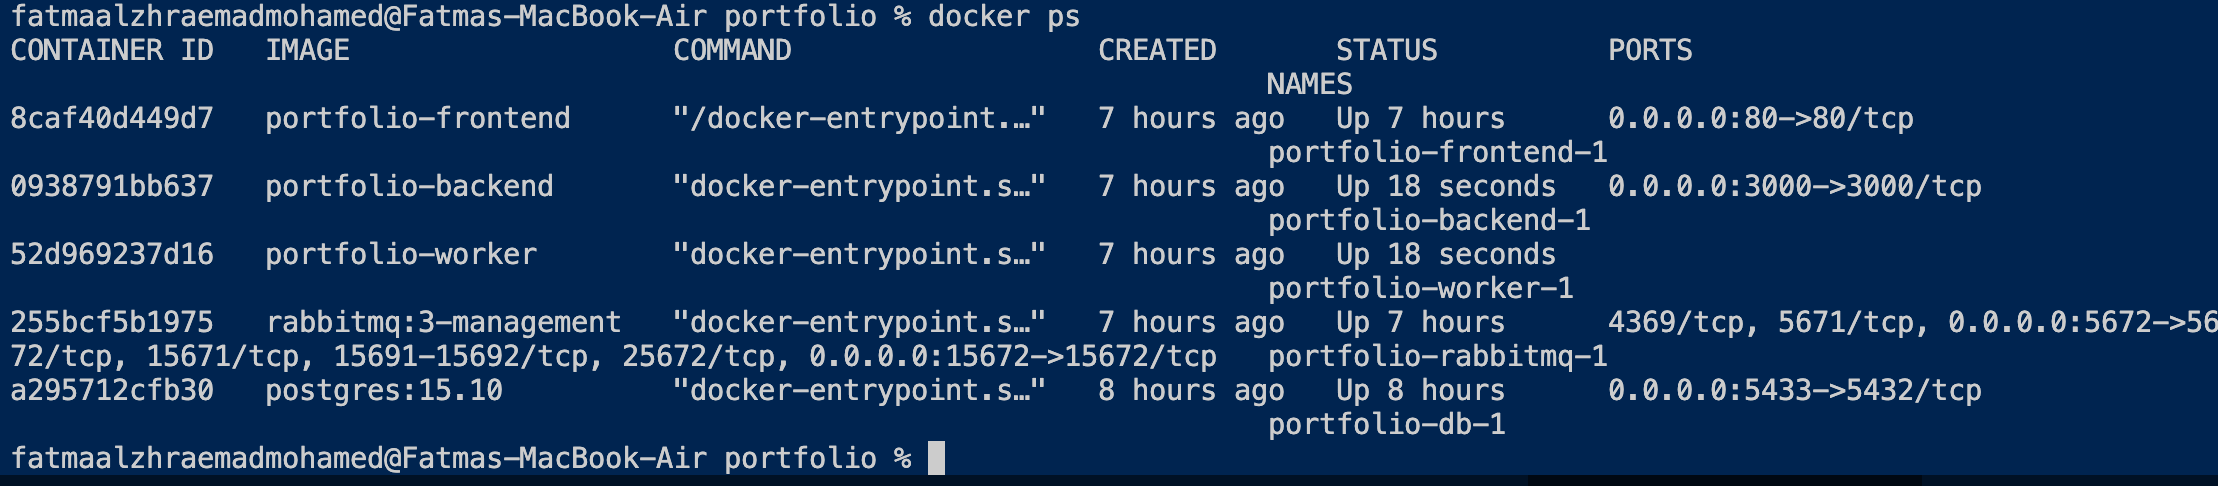 fatmaalzhraemadmohamed@Fatmas-MacBook-Air portfolio % docker ps
CONTAINER ID   IMAGE                   COMMAND                  CREATED       STATUS          PORTS
                                                                          NAMES
8caf40d449d7   portfolio-frontend      "/docker-entrypoint.…"   7 hours ago   Up 7 hours      0.0.0.0:80->80/tcp
                                                                          portfolio-frontend-1
0938791bb637   portfolio-backend       "docker-entrypoint.s…"   7 hours ago   Up 18 seconds   0.0.0.0:3000->3000/tcp
                                                                          portfolio-backend-1
52d969237d16   portfolio-worker        "docker-entrypoint.s…"   7 hours ago   Up 18 seconds
                                                                          portfolio-worker-1
255bcf5b1975   rabbitmq:3-management   "docker-entrypoint.s…"   7 hours ago   Up 7 hours      4369/tcp, 5671/tcp, 0.0.0.0:5672->56
72/tcp, 15671/tcp, 15691-15692/tcp, 25672/tcp, 0.0.0.0:15672->15672/tcp   portfolio-rabbitmq-1
a295712cfb30   postgres:15.10          "docker-entrypoint.s…"   8 hours ago   Up 8 hours      0.0.0.0:5433->5432/tcp
                                                                          portfolio-db-1
fatmaalzhraemadmohamed@Fatmas-MacBook-Air portfolio %